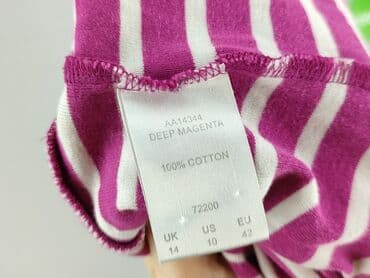 AA14344
DEEP MAGENTA
100% COTTON
72200
UK US EU
14 10 42